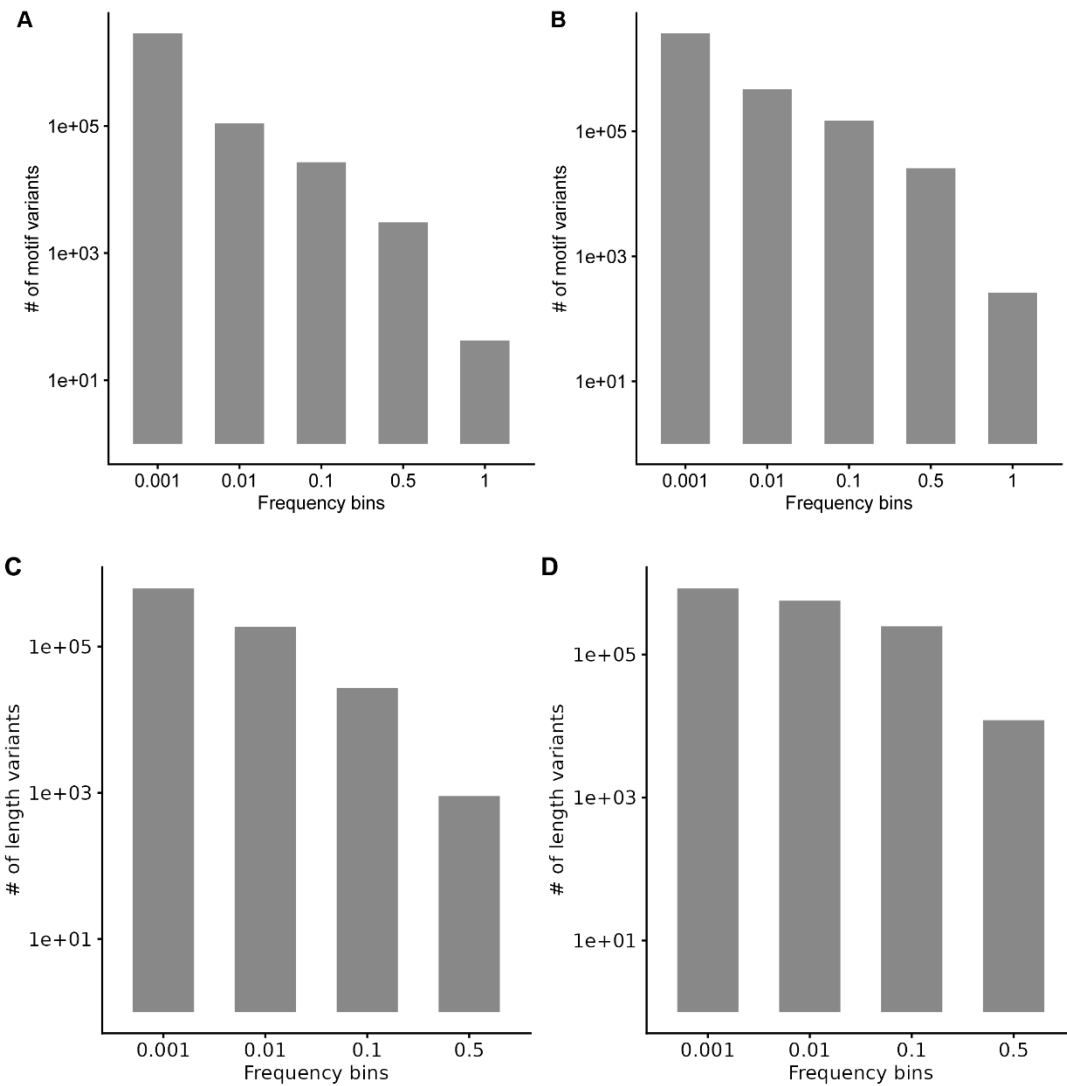 A
# of motif variants
1e+05
1e+03
1e+01
0.001 0.01 0.1 0.5 1
Frequency bins
B
# of motif variants
1e+05
1e+03
1e+01
0.001 0.01 0.1 0.5 1
Frequency bins
C
# of length variants
1e+05
1e+03
1e+01
0.001 0.01 0.1 0.5
Frequency bins
D
# of length variants
1e+05
1e+03
1e+01
0.001 0.01 0.1 0.5
Frequency bins